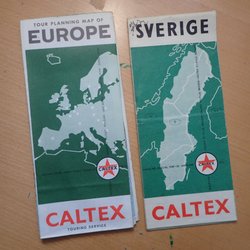 TOUR PLANNING MAP OF
EUROPE
CALTEX
CALTEX
TOURING SERVICE
SVERIGE
CALTEX
CALTEX